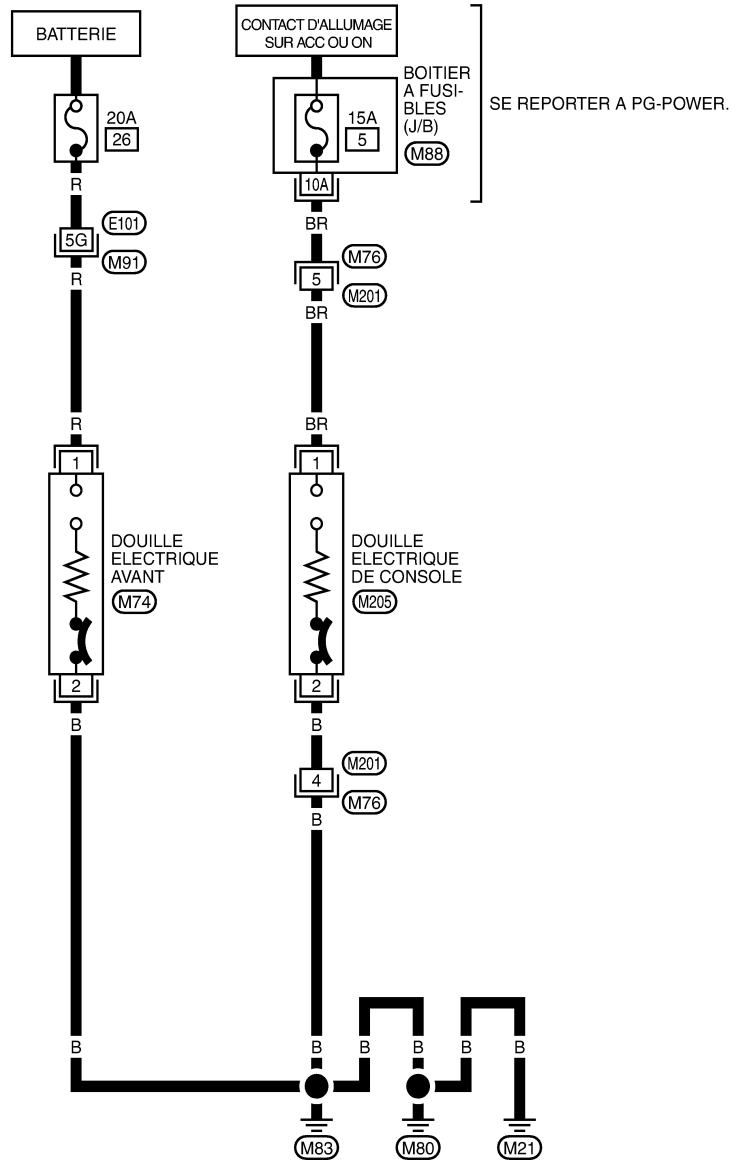 BATTERIE
CONTACT D'ALLUMAGE
SUR ACC OU ON
BOITIER
A FUSI-
BLES
(J/B)
M88
SE REPORTER A PG-POWER.
20A
26
15A
5
R
10A
BR
E101
5G
M91
M76
5
M201
R
BR
R
BR
1
1
DOUILLE
ELECTRIQUE
AVANT
M74
DOUILLE
ELECTRIQUE
DE CONSOLE
M205
2
2
B
B
M201
4
M76
B
B
B
B
B
B
B
M83
M80
M21